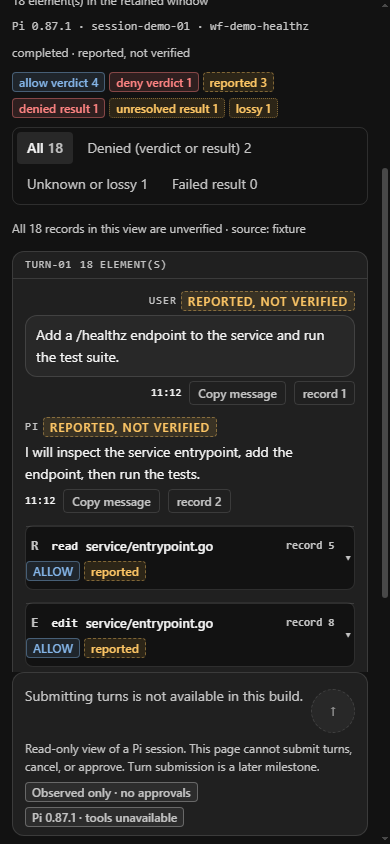 18 element(s) in the retained window
Pi 0.87.1 · session-demo-01 · wf-demo-healthz
completed · reported, not verified
allow verdict 4 deny verdict 1 reported 3
denied result 1 unresolved result 1 lossy 1
All 18 Denied (verdict or result) 2
Unknown or lossy 1 Failed result 0
All 18 records in this view are unverified · source: fixture
TURN-01 18 ELEMENT(S)
USER REPORTED, NOT VERIFIED
Add a /healthz endpoint to the service and run
the test suite.
11:12 Copy message record 1
PI REPORTED, NOT VERIFIED
I will inspect the service entrypoint, add the
endpoint, then run the tests.
11:12 Copy message record 2
R read service/entrypoint.go record 5
ALLOW reported
E edit service/entrypoint.go record 8
ALLOW reported
Submitting turns is not available in this build.
Read-only view of a Pi session. This page cannot submit turns,
cancel, or approve. Turn submission is a later milestone.
Observed only · no approvals
Pi 0.87.1 · tools unavailable